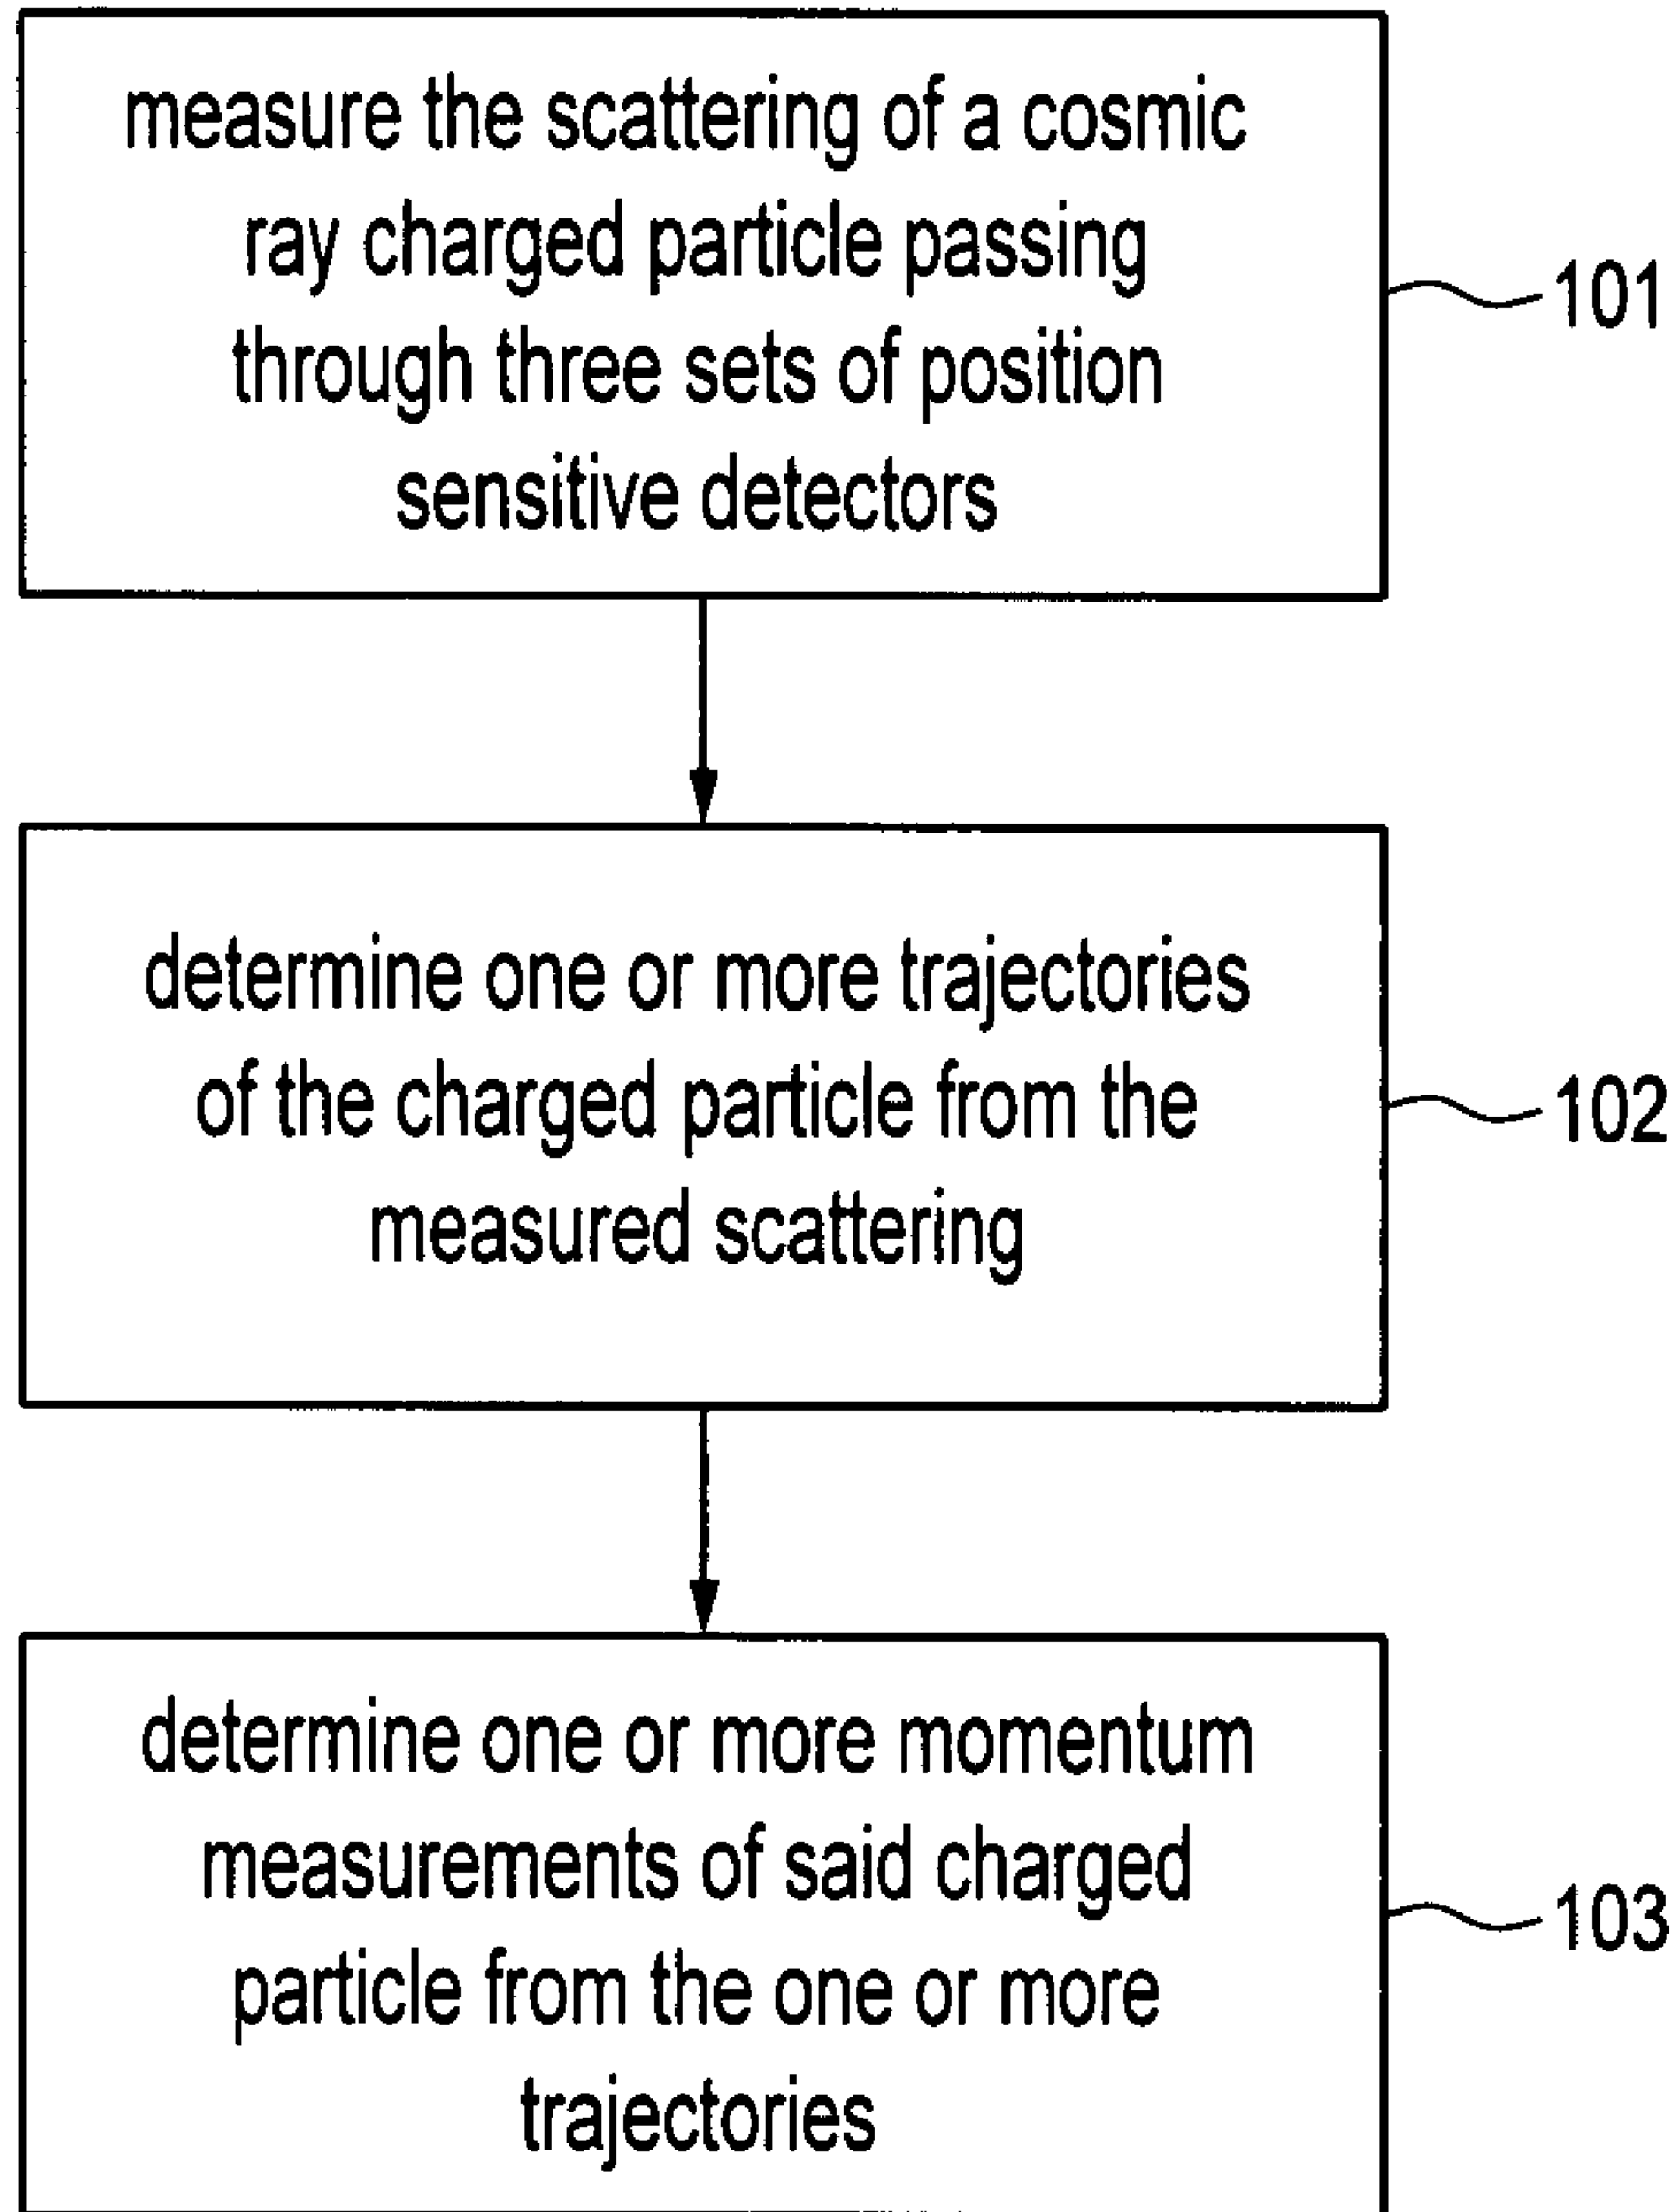 measure the scattering of a cosmic
ray charged particle passing
through three sets of position
sensitive detectors
101
determine one or more trajectories
of the charged particle from the
measured scattering
102
determine one or more momentum
measurements of said charged
particle from the one or more
trajectories
103